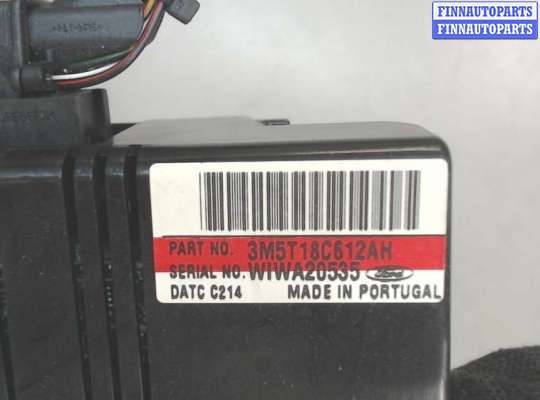 FINNAUTOPARTS
FINNAUTOPARTS
PART NO. 3M5T18C612AH
SERIAL NO. WIWA20535 Ford
DATC C214 MADE IN PORTUGAL